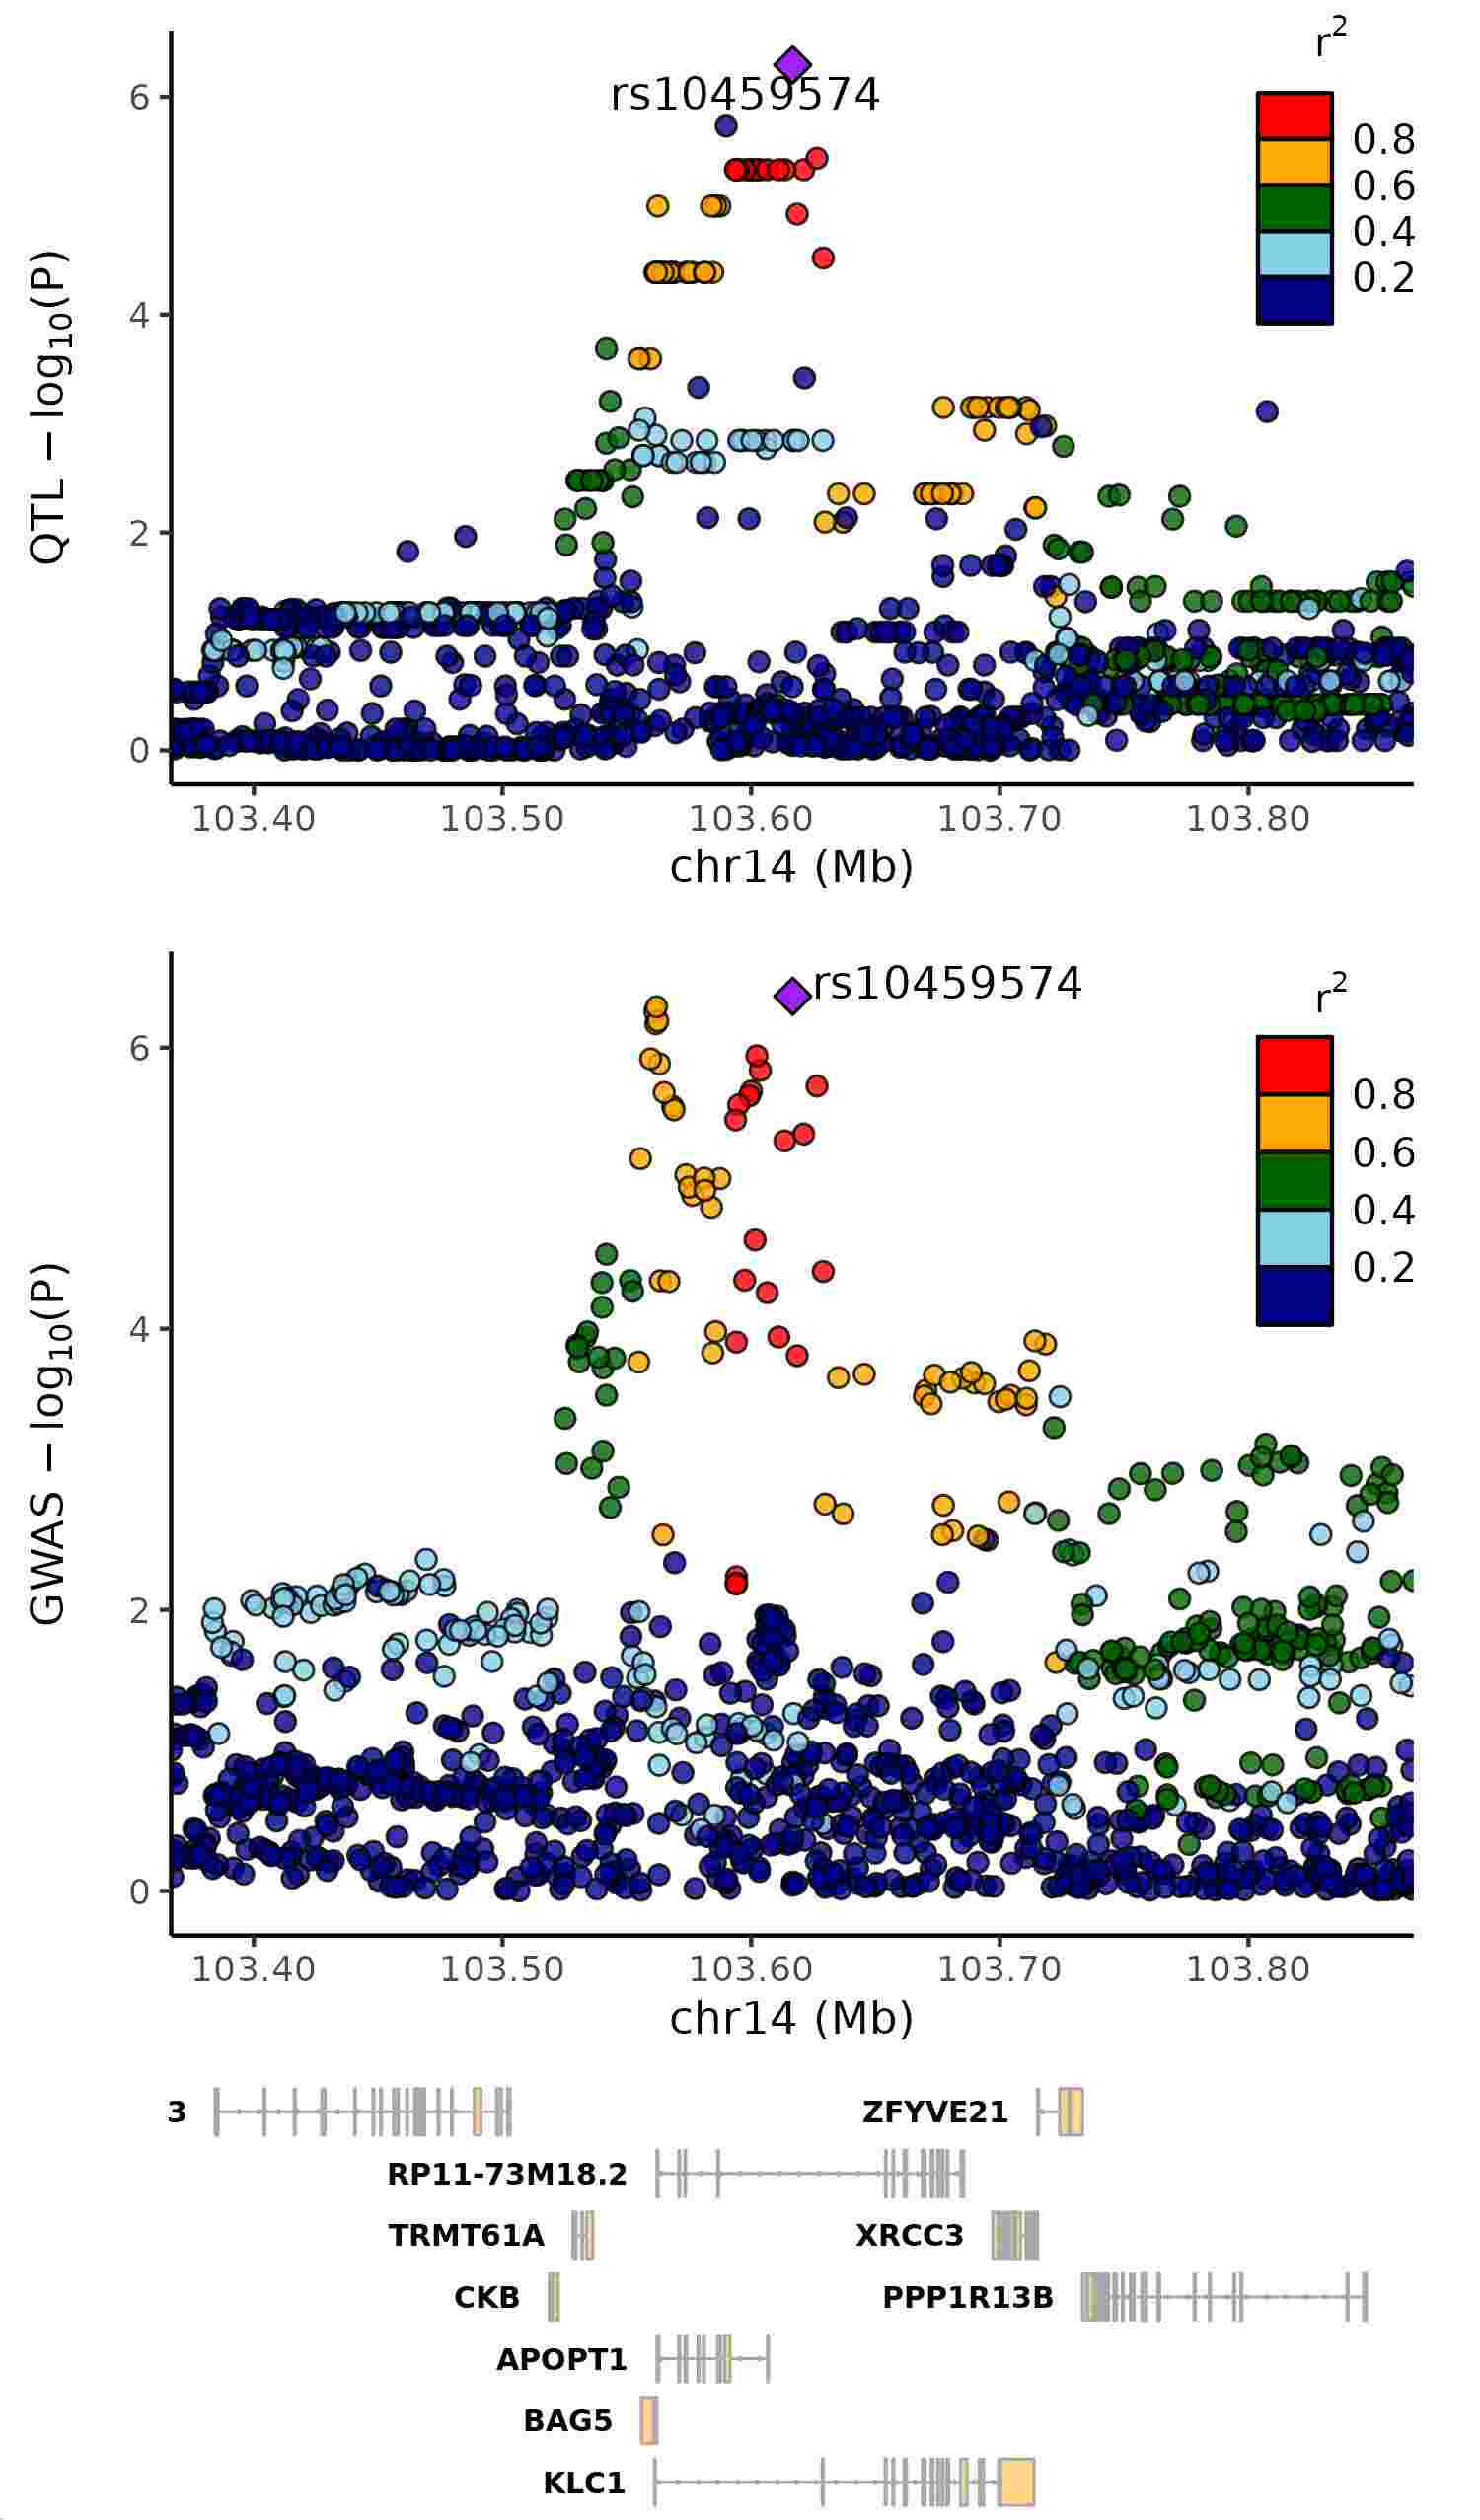 r2
rs10459574
6
4
2
0
QTL − log10(P)
0.8
0.6
0.4
0.2
103.40 103.50 103.60 103.70 103.80
chr14 (Mb)
rs10459574
r2
6
4
2
0
GWAS − log10(P)
0.8
0.6
0.4
0.2
103.40 103.50 103.60 103.70 103.80
chr14 (Mb)
3 ZFYVE21
RP11-73M18.2
TRMT61A XRCC3
CKB PPP1R13B
APOPT1
BAG5
KLC1